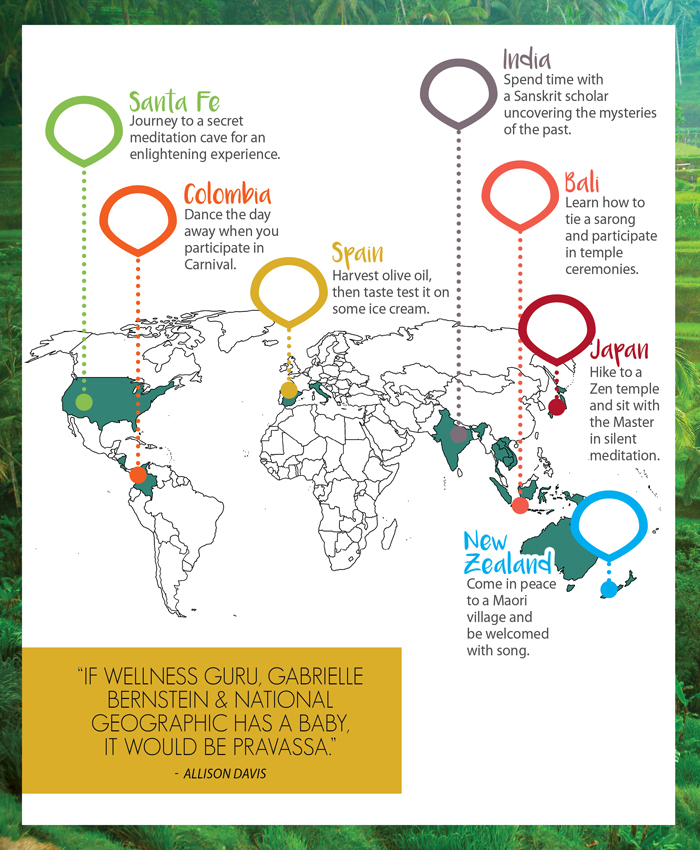 Santa Fe
Journey to a secret
meditation cave for an
enlightening experience.
Colombia
Dance the day
away when you
participate in
Carnival.
Spain
Harvest olive oil,
then taste test it on
some ice cream.
India
Spend time with
a Sanskrit scholar
uncovering the mysteries
of the past.
Bali
Learn how to
tie a sarong
and participate
in temple
ceremonies.
Japan
Hike to a
Zen temple
and sit with
the Master
in silent
meditation.
New
Zealand
Come in peace
to a Maori
village and
be welcomed
with song.
“IF WELLNESS GURU, GABRIELLE
BERNSTEIN & NATIONAL
GEOGRAPHIC HAS A BABY,
IT WOULD BE PRAVASSA.”
- ALLISON DAVIS